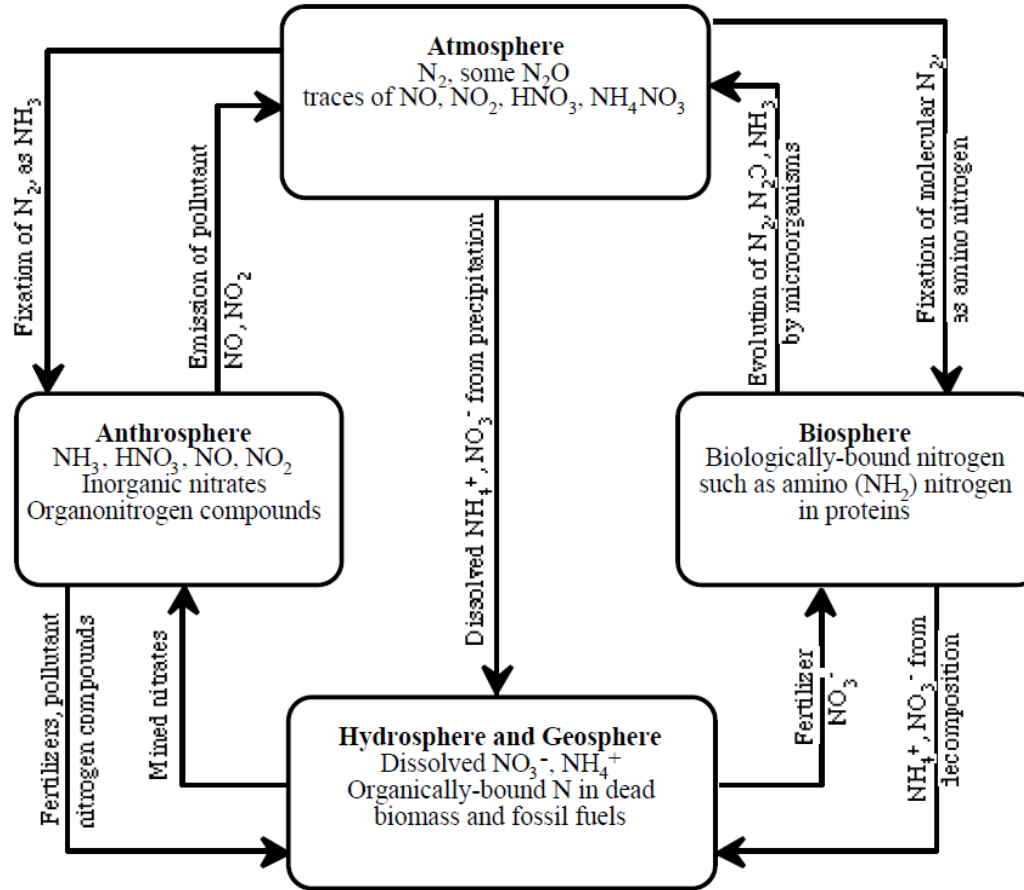 Atmosphere
N₂, some N₂O
traces of NO, NO₂, HNO₃, NH₄NO₃
Fixation of N₂, as NH₃
Emission of pollutant
NO, NO₂
Dissolved NH₄⁺, NO₃⁻ from precipitation
Evolution of N₂, N₂O, NH₃
by microorganisms
Fixation of molecular N₂,
as amino nitrogen
Anthrosphere
NH₃, HNO₃, NO, NO₂
Inorganic nitrates
Organonitrogen compounds
Biosphere
Biologically-bound nitrogen
such as amino (NH₂) nitrogen
in proteins
Fertilizers, pollutant
nitrogen compounds
Mined nitrates
Fertilizer
NO₃⁻
NH₄⁺, NO₃⁻ from
decomposition
Hydrosphere and Geosphere
Dissolved NO₃⁻, NH₄⁺
Organically-bound N in dead
biomass and fossil fuels